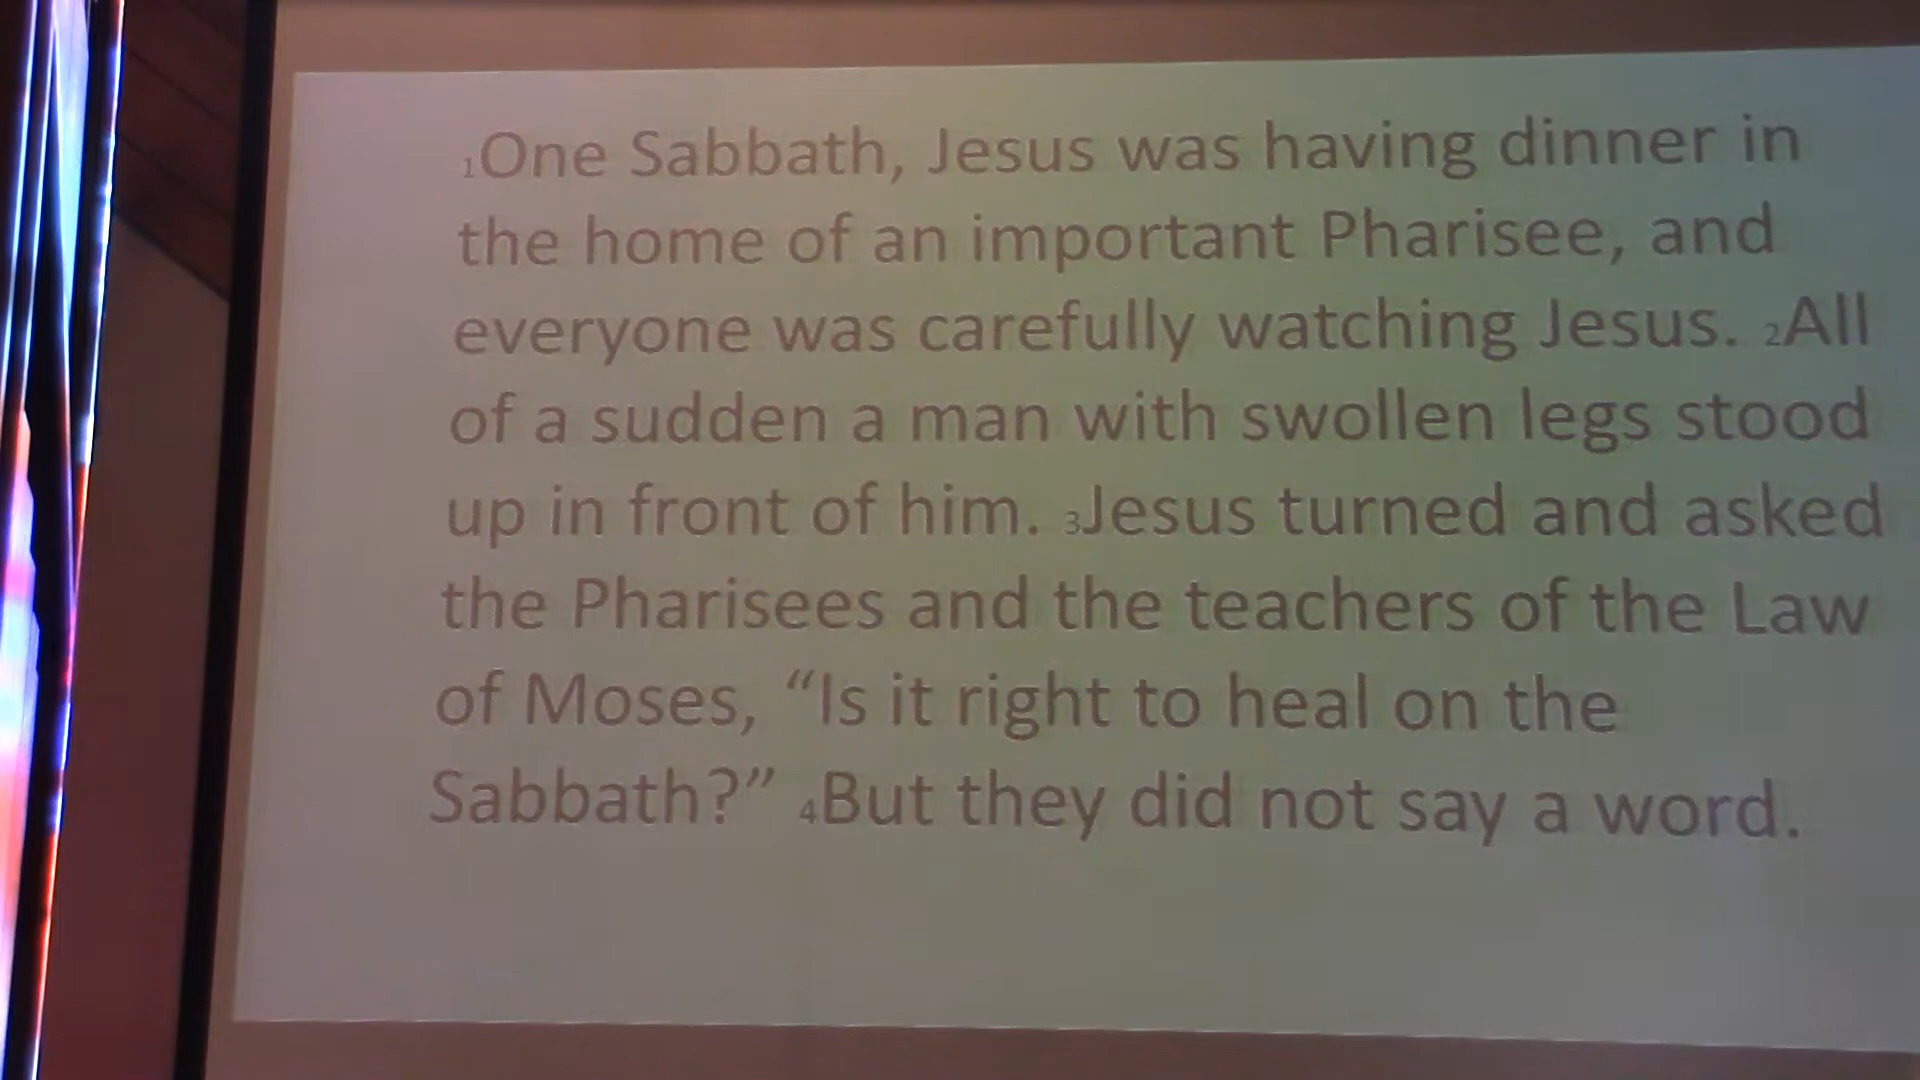 1One Sabbath, Jesus was having dinner in
the home of an important Pharisee, and
everyone was carefully watching Jesus. 2All
of a sudden a man with swollen legs stood
up in front of him. 3Jesus turned and asked
the Pharisees and the teachers of the Law
of Moses, “Is it right to heal on the
Sabbath?” 4But they did not say a word.